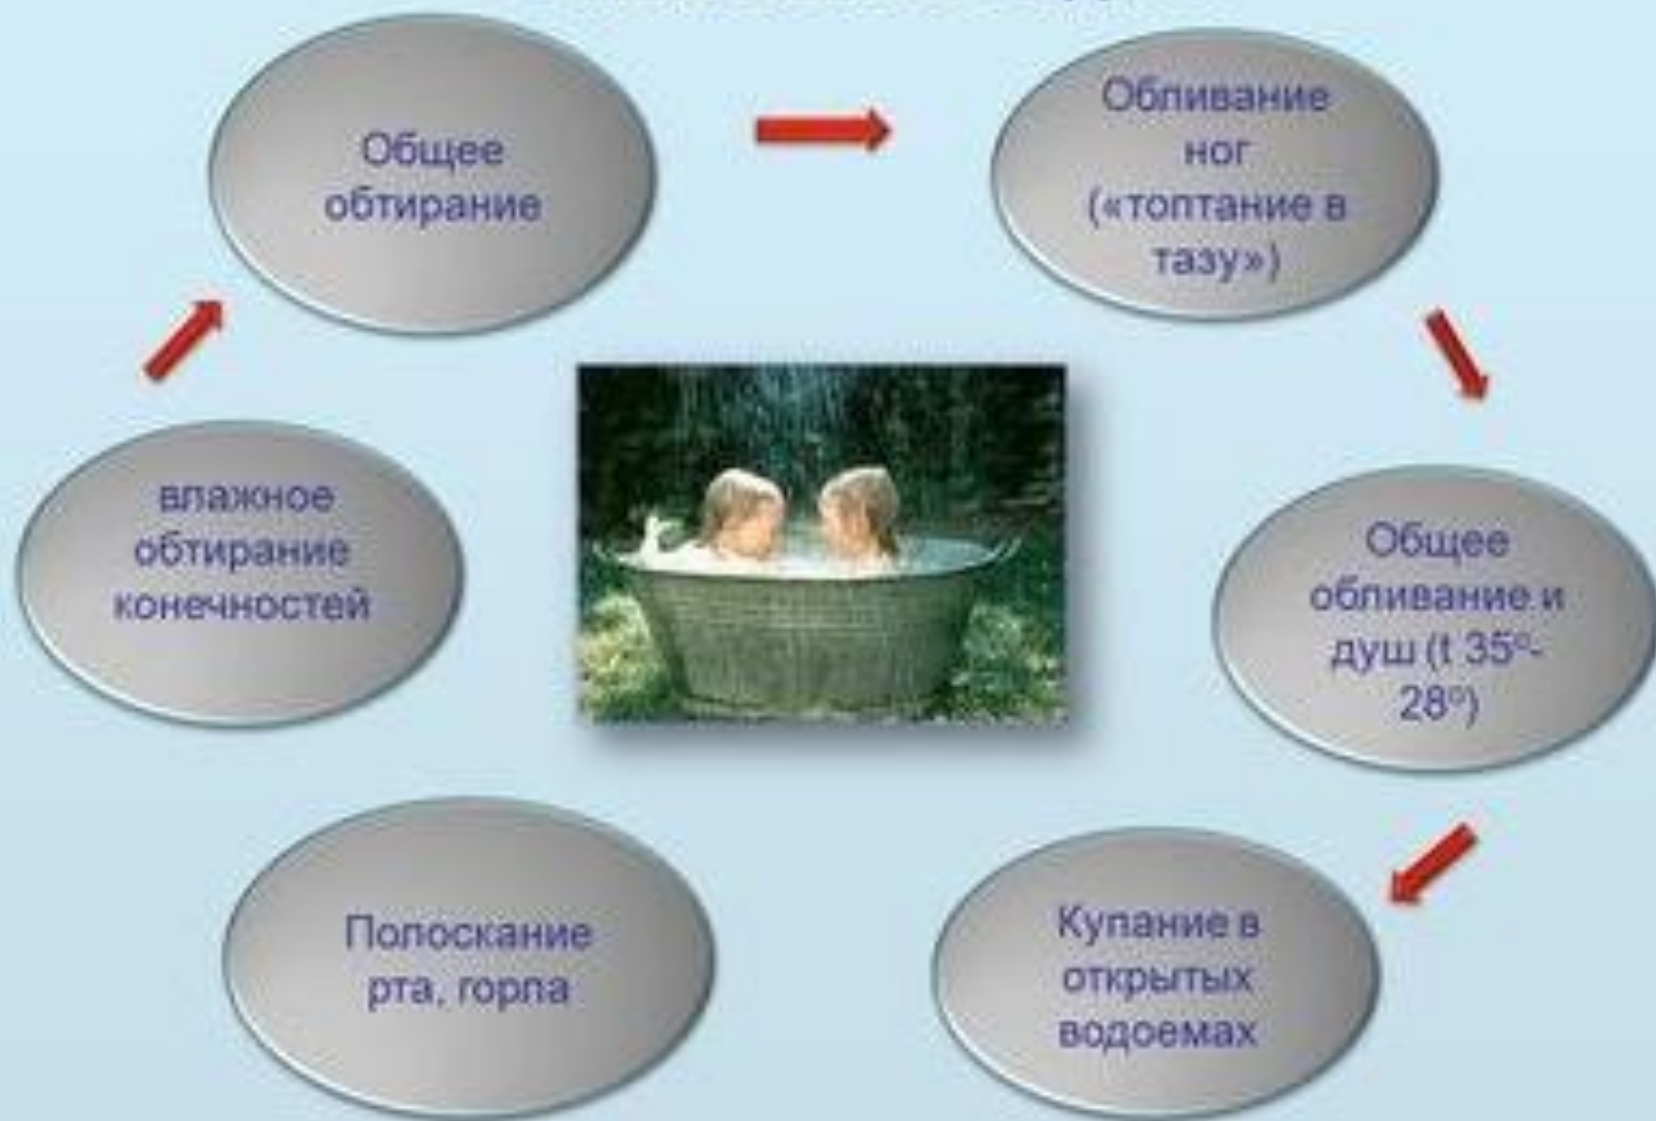 Общее
обтирание
Обливание
ног
(«топтание в
тазу»)
влажное
обтирание
конечностей
Общее
обливание и
душ (t 35º-
28º)
Полоскание
рта, горла
Купание в
открытых
водоемах